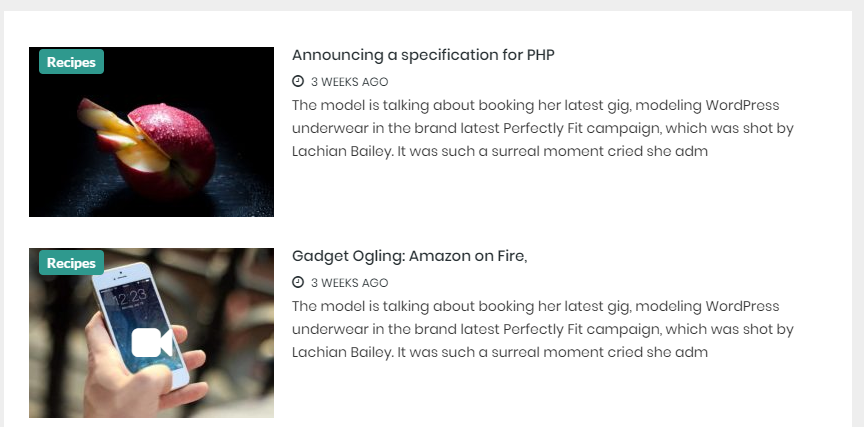 Recipes
Announcing a specification for PHP
3 WEEKS AGO
The model is talking about booking her latest gig, modeling WordPress
underwear in the brand latest Perfectly Fit campaign, which was shot by
Lachian Bailey. It was such a surreal moment cried she adm
Recipes
12:23
Gadget Ogling: Amazon on Fire,
3 WEEKS AGO
The model is talking about booking her latest gig, modeling WordPress
underwear in the brand latest Perfectly Fit campaign, which was shot by
Lachian Bailey. It was such a surreal moment cried she adm